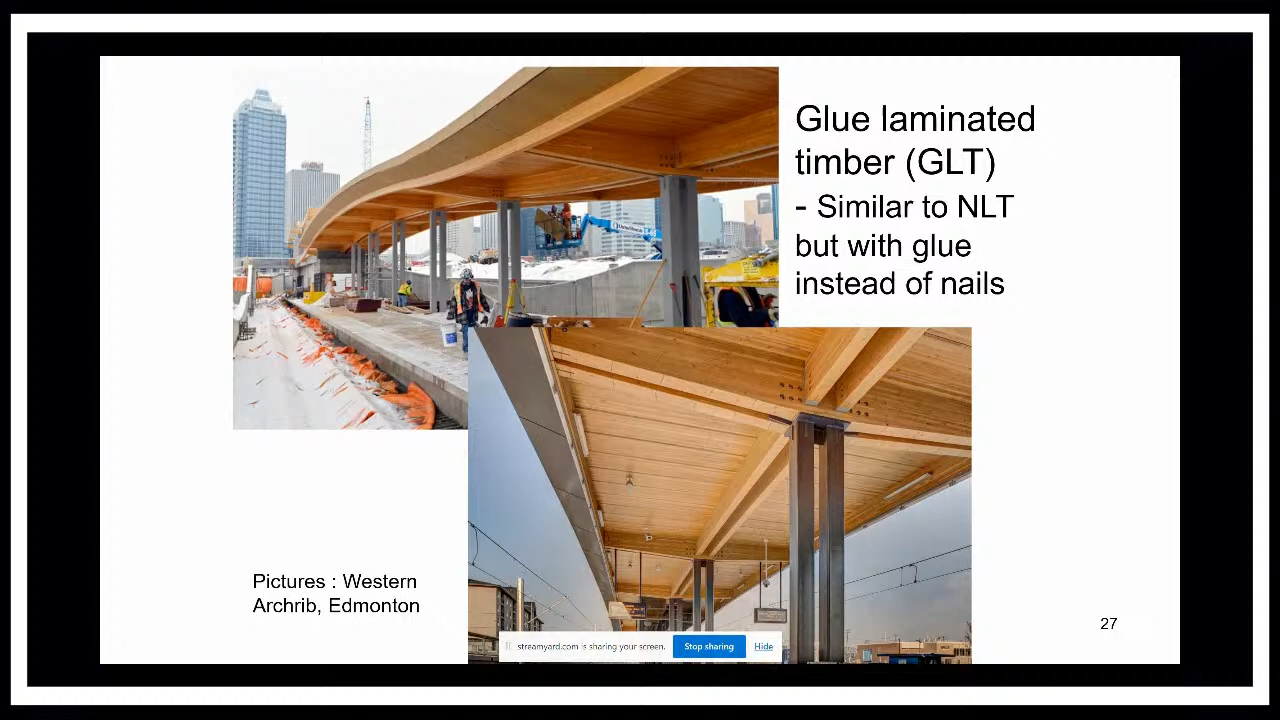 Glue laminated
timber (GLT)
- Similar to NLT
but with glue
instead of nails
Pictures : Western
Archrib, Edmonton
27
streamyard.com is sharing your screen.
Stop sharing
Hide